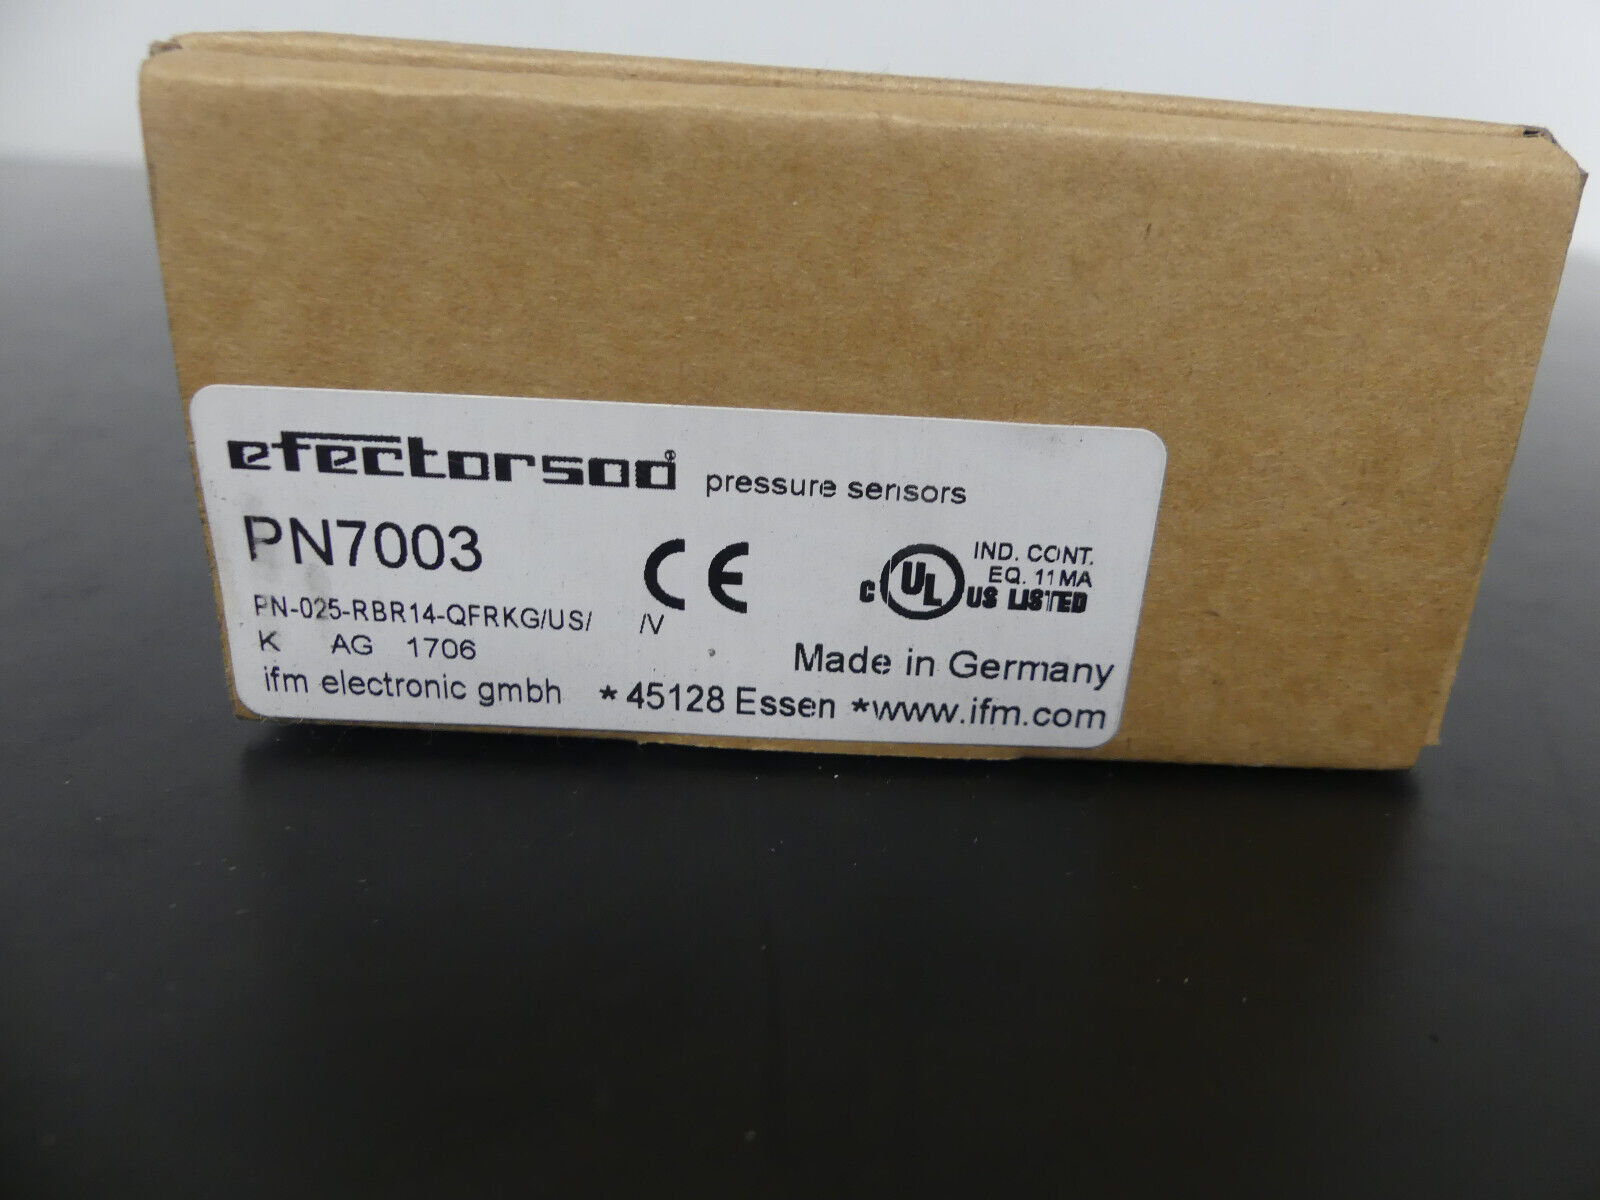 efector500® pressure sensors
PN7003
CE
C UL US LISTED
IND. CONT.
EQ. 11MA
PN-025-RBR14-QFRKG/US/ /V
K AG 1706
Made in Germany
ifm electronic gmbh * 45128 Essen *www.ifm.com